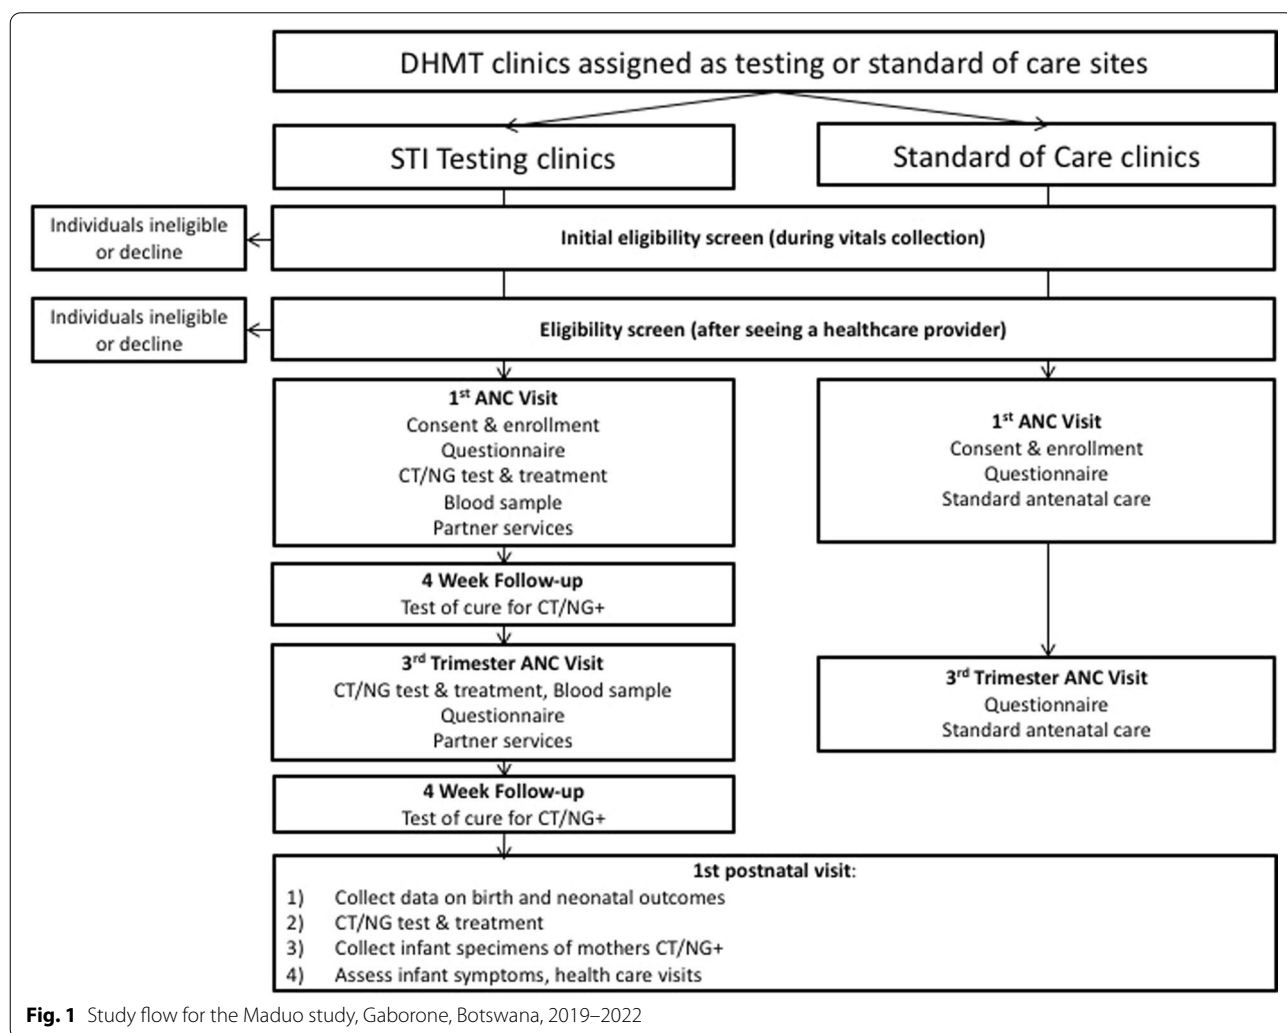 DHMT clinics assigned as testing or standard of care sites
STI Testing clinics
Standard of Care clinics
Individuals ineligible
or decline
Initial eligibility screen (during vitals collection)
Individuals ineligible
or decline
Eligibility screen (after seeing a healthcare provider)
1st ANC Visit
Consent & enrollment
Questionnaire
CT/NG test & treatment
Blood sample
Partner services
1st ANC Visit
Consent & enrollment
Questionnaire
Standard antenatal care
4 Week Follow-up
Test of cure for CT/NG+
3rd Trimester ANC Visit
CT/NG test & treatment, Blood sample
Questionnaire
Partner services
3rd Trimester ANC Visit
Questionnaire
Standard antenatal care
4 Week Follow-up
Test of cure for CT/NG+
1st postnatal visit:
1) Collect data on birth and neonatal outcomes
2) CT/NG test & treatment
3) Collect infant specimens of mothers CT/NG+
4) Assess infant symptoms, health care visits
Fig. 1 Study flow for the Maduo study, Gaborone, Botswana, 2019–2022